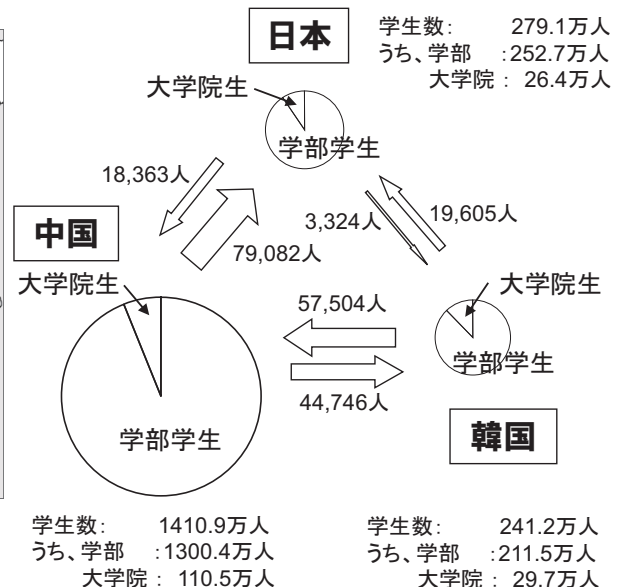 日本
学生数: 279.1万人
うち、学部 :252.7万人
大学院 : 26.4万人
大学院生
学部学生
18,363人
79,082人
3,324人
19,605人
中国
大学院生
学部学生
57,504人
44,746人
大学院生
学部学生
韓国
学生数: 1410.9万人
うち、学部 :1300.4万人
大学院 : 110.5万人
学生数: 241.2万人
うち、学部 :211.5万人
大学院 : 29.7万人